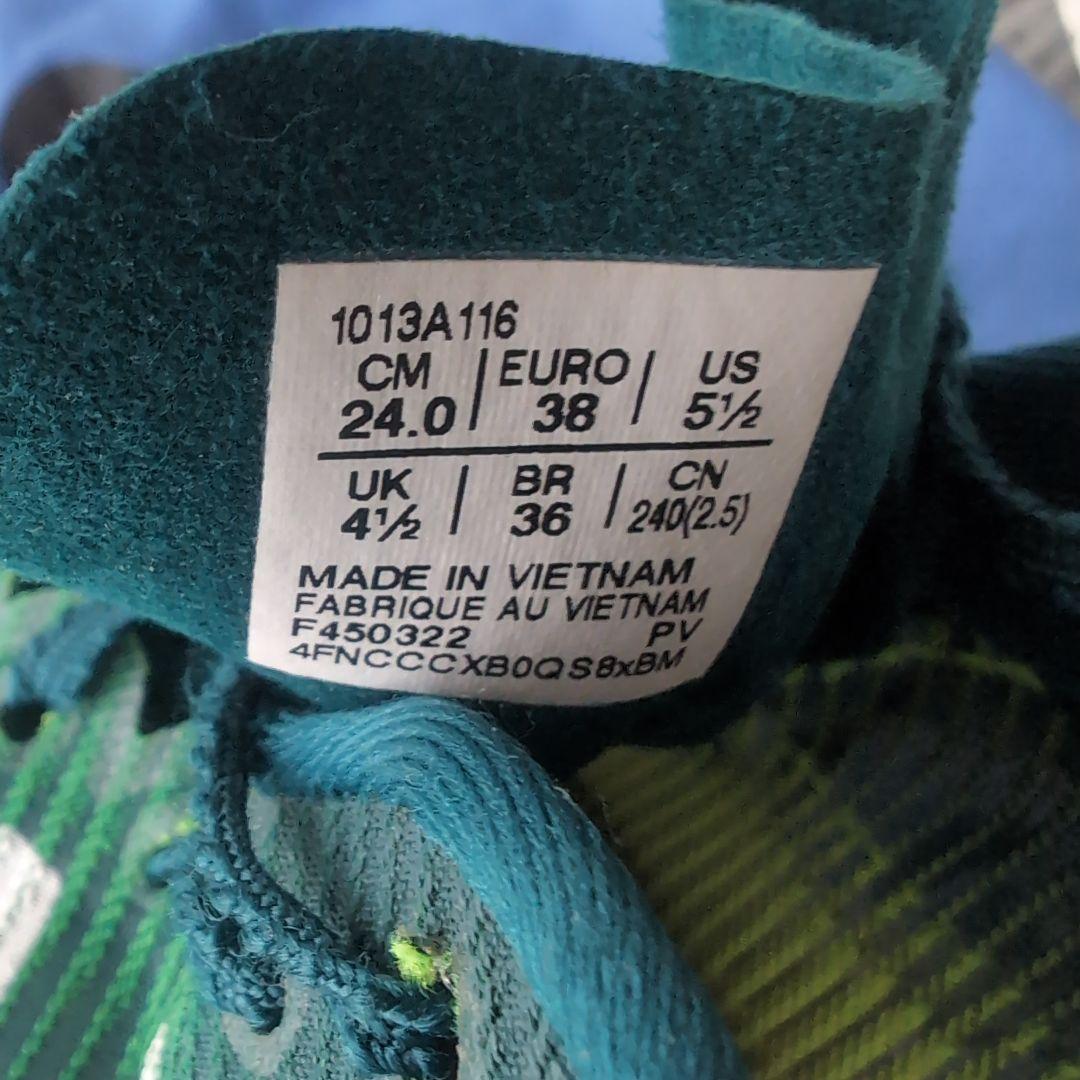 1013A116
CM | EURO | US
24.0 | 38 | 5½
UK | BR | CN
4½ | 36 | 240(2.5)
MADE IN VIETNAM
FABRIQUE AU VIETNAM
F450322 PV
4FNCCCXB0QS8xBM